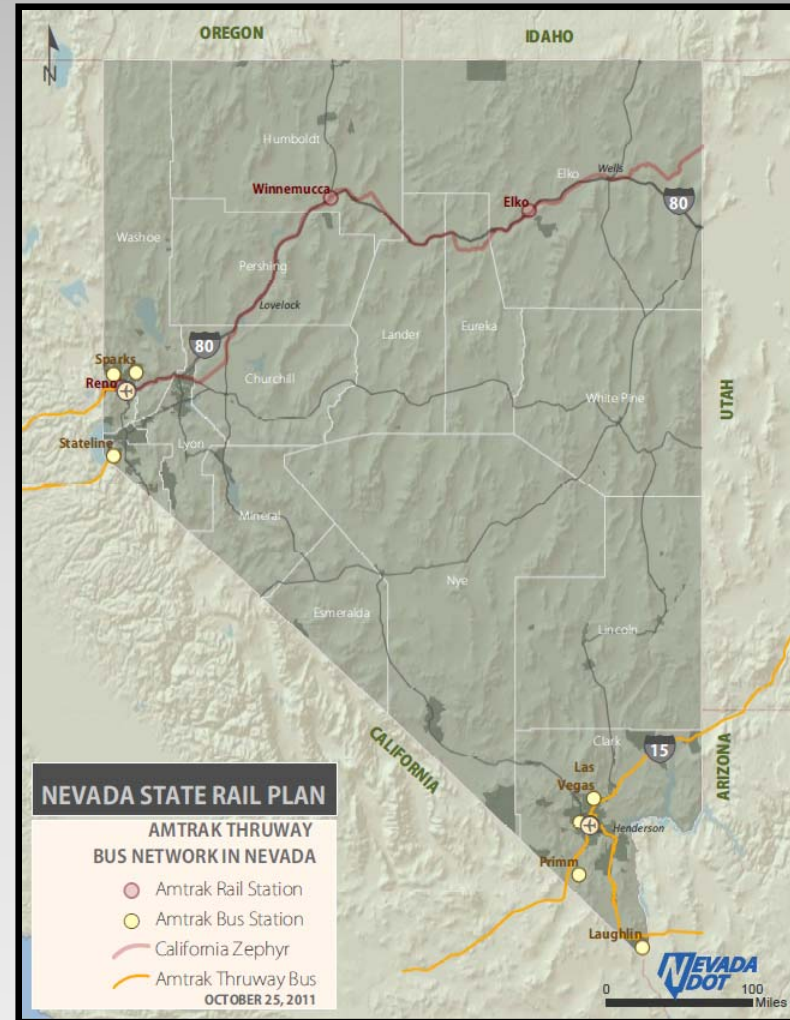 OREGON
IDAHO
N
Humboldt
Winnemucca
Elko
Wells
Elko
80
Washoe
Pershing
Lovelock
80
Lander
Eureka
Sparks
Reno
Churchill
White Pine
UTAH
Stateline
Lyon
Mineral
Nye
Esmeralda
Lincoln
CALIFORNIA
Clark
15
ARIZONA
Las
Vegas
Henderson
Primm
Laughlin
NEVADA STATE RAIL PLAN
AMTRAK THRUWAY
BUS NETWORK IN NEVADA
Amtrak Rail Station
Amtrak Bus Station
California Zephyr
Amtrak Thruway Bus
OCTOBER 25, 2011
NEVADA
DOT
0 100
Miles